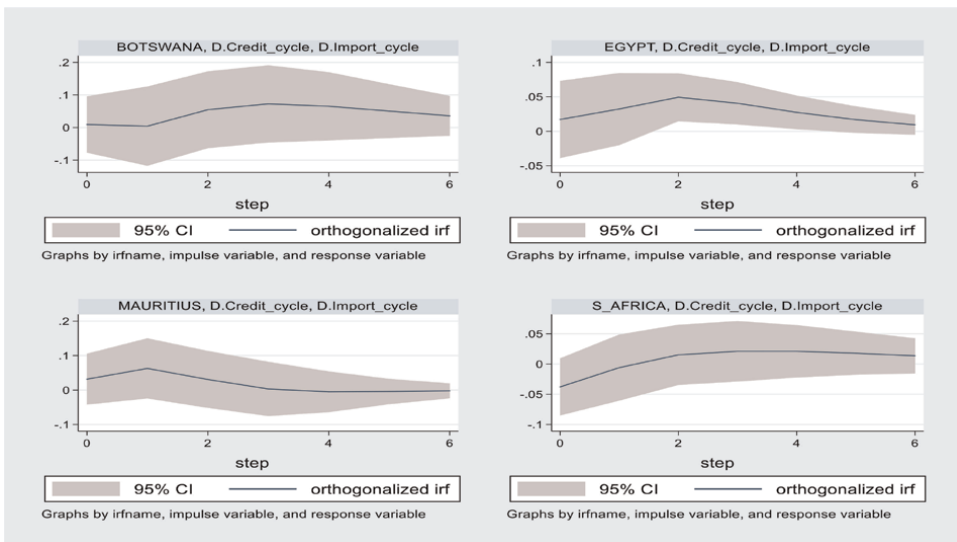 BOTSWANA, D.Credit_cycle, D.Import_cycle
.2
.1
0
-.1
0 2 4 6
step
95% CI orthogonalized irf
Graphs by irfname, impulse variable, and response variable
EGYPT, D.Credit_cycle, D.Import_cycle
.1
.05
0
-.05
0 2 4 6
step
95% CI orthogonalized irf
Graphs by irfname, impulse variable, and response variable
MAURITIUS, D.Credit_cycle, D.Import_cycle
.2
.1
0
-.1
0 2 4 6
step
95% CI orthogonalized irf
Graphs by irfname, impulse variable, and response variable
S_AFRICA, D.Credit_cycle, D.Import_cycle
.05
0
-.05
-.1
0 2 4 6
step
95% CI orthogonalized irf
Graphs by irfname, impulse variable, and response variable